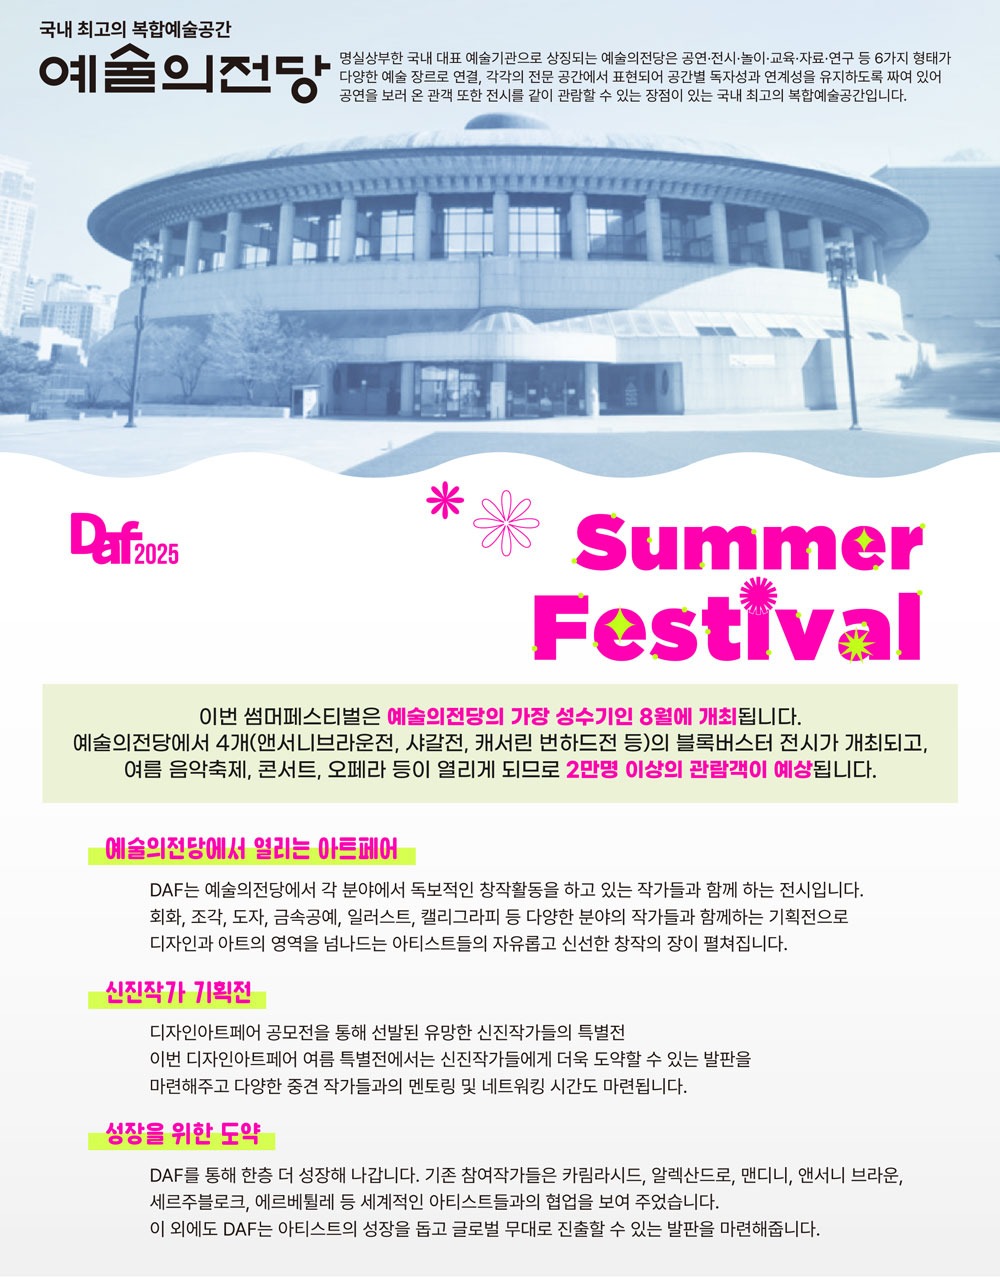 국내 최고의 복합예술공간
예술의전당
명실상부한 국내 대표 예술기관으로 상징되는 예술의전당은 공연·전시·놀이·교육·자료·연구 등 6가지 형태가
다양한 예술 장르로 연결, 각각의 전문 공간에서 표현되어 공간별 독자성과 연계성을 유지하도록 짜여 있어
공연을 보러 온 관객 또한 전시를 같이 관람할 수 있는 장점이 있는 국내 최고의 복합예술공간입니다.
Daf 2025
Summer
Festival
이번 썸머페스티벌은 예술의전당의 가장 성수기인 8월에 개최됩니다.
예술의전당에서 4개(앤서니브라운전, 샤갈전, 캐서린 번하드전 등)의 블록버스터 전시가 개최되고,
여름 음악축제, 콘서트, 오페라 등이 열리게 되므로 2만명 이상의 관람객이 예상됩니다.
예술의전당에서 열리는 아트페어
DAF는 예술의전당에서 각 분야에서 독보적인 창작활동을 하고 있는 작가들과 함께 하는 전시입니다.
회화, 조각, 도자, 금속공예, 일러스트, 캘리그라피 등 다양한 분야의 작가들과 함께하는 기획전으로
디자인과 아트의 영역을 넘나드는 아티스트들의 자유롭고 신선한 창작의 장이 펼쳐집니다.
신진작가 기획전
디자인아트페어 공모전을 통해 선발된 유망한 신진작가들의 특별전
이번 디자인아트페어 여름 특별전에서는 신진작가들에게 더욱 도약할 수 있는 발판을
마련해주고 다양한 중견 작가들과의 멘토링 및 네트워킹 시간도 마련됩니다.
성장을 위한 도약
DAF를 통해 한층 더 성장해 나갑니다. 기존 참여작가들은 카림라시드, 알렉산드로, 맨디니, 앤서니 브라운,
세르주블로크, 에르베튈레 등 세계적인 아티스트들과의 협업을 보여 주었습니다.
이 외에도 DAF는 아티스트의 성장을 돕고 글로벌 무대로 진출할 수 있는 발판을 마련해줍니다.